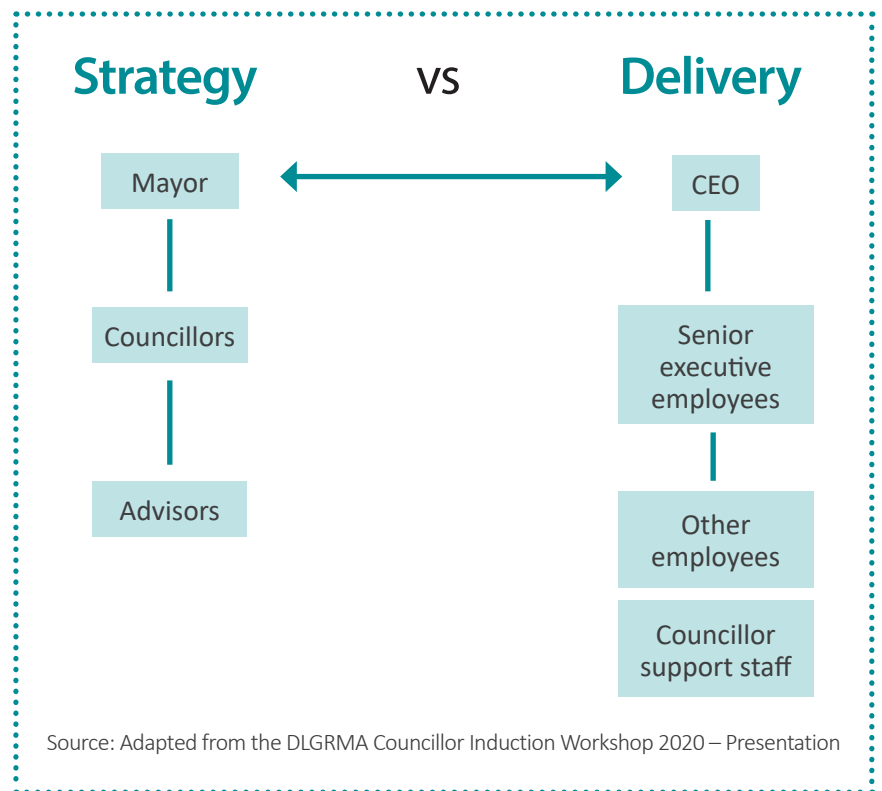 Strategy vs Delivery
Mayor
CEO
Councillors
Senior
executive
employees
Advisors
Other
employees
Councillor
support staff
Source: Adapted from the DLGRMA Councillor Induction Workshop 2020 – Presentation